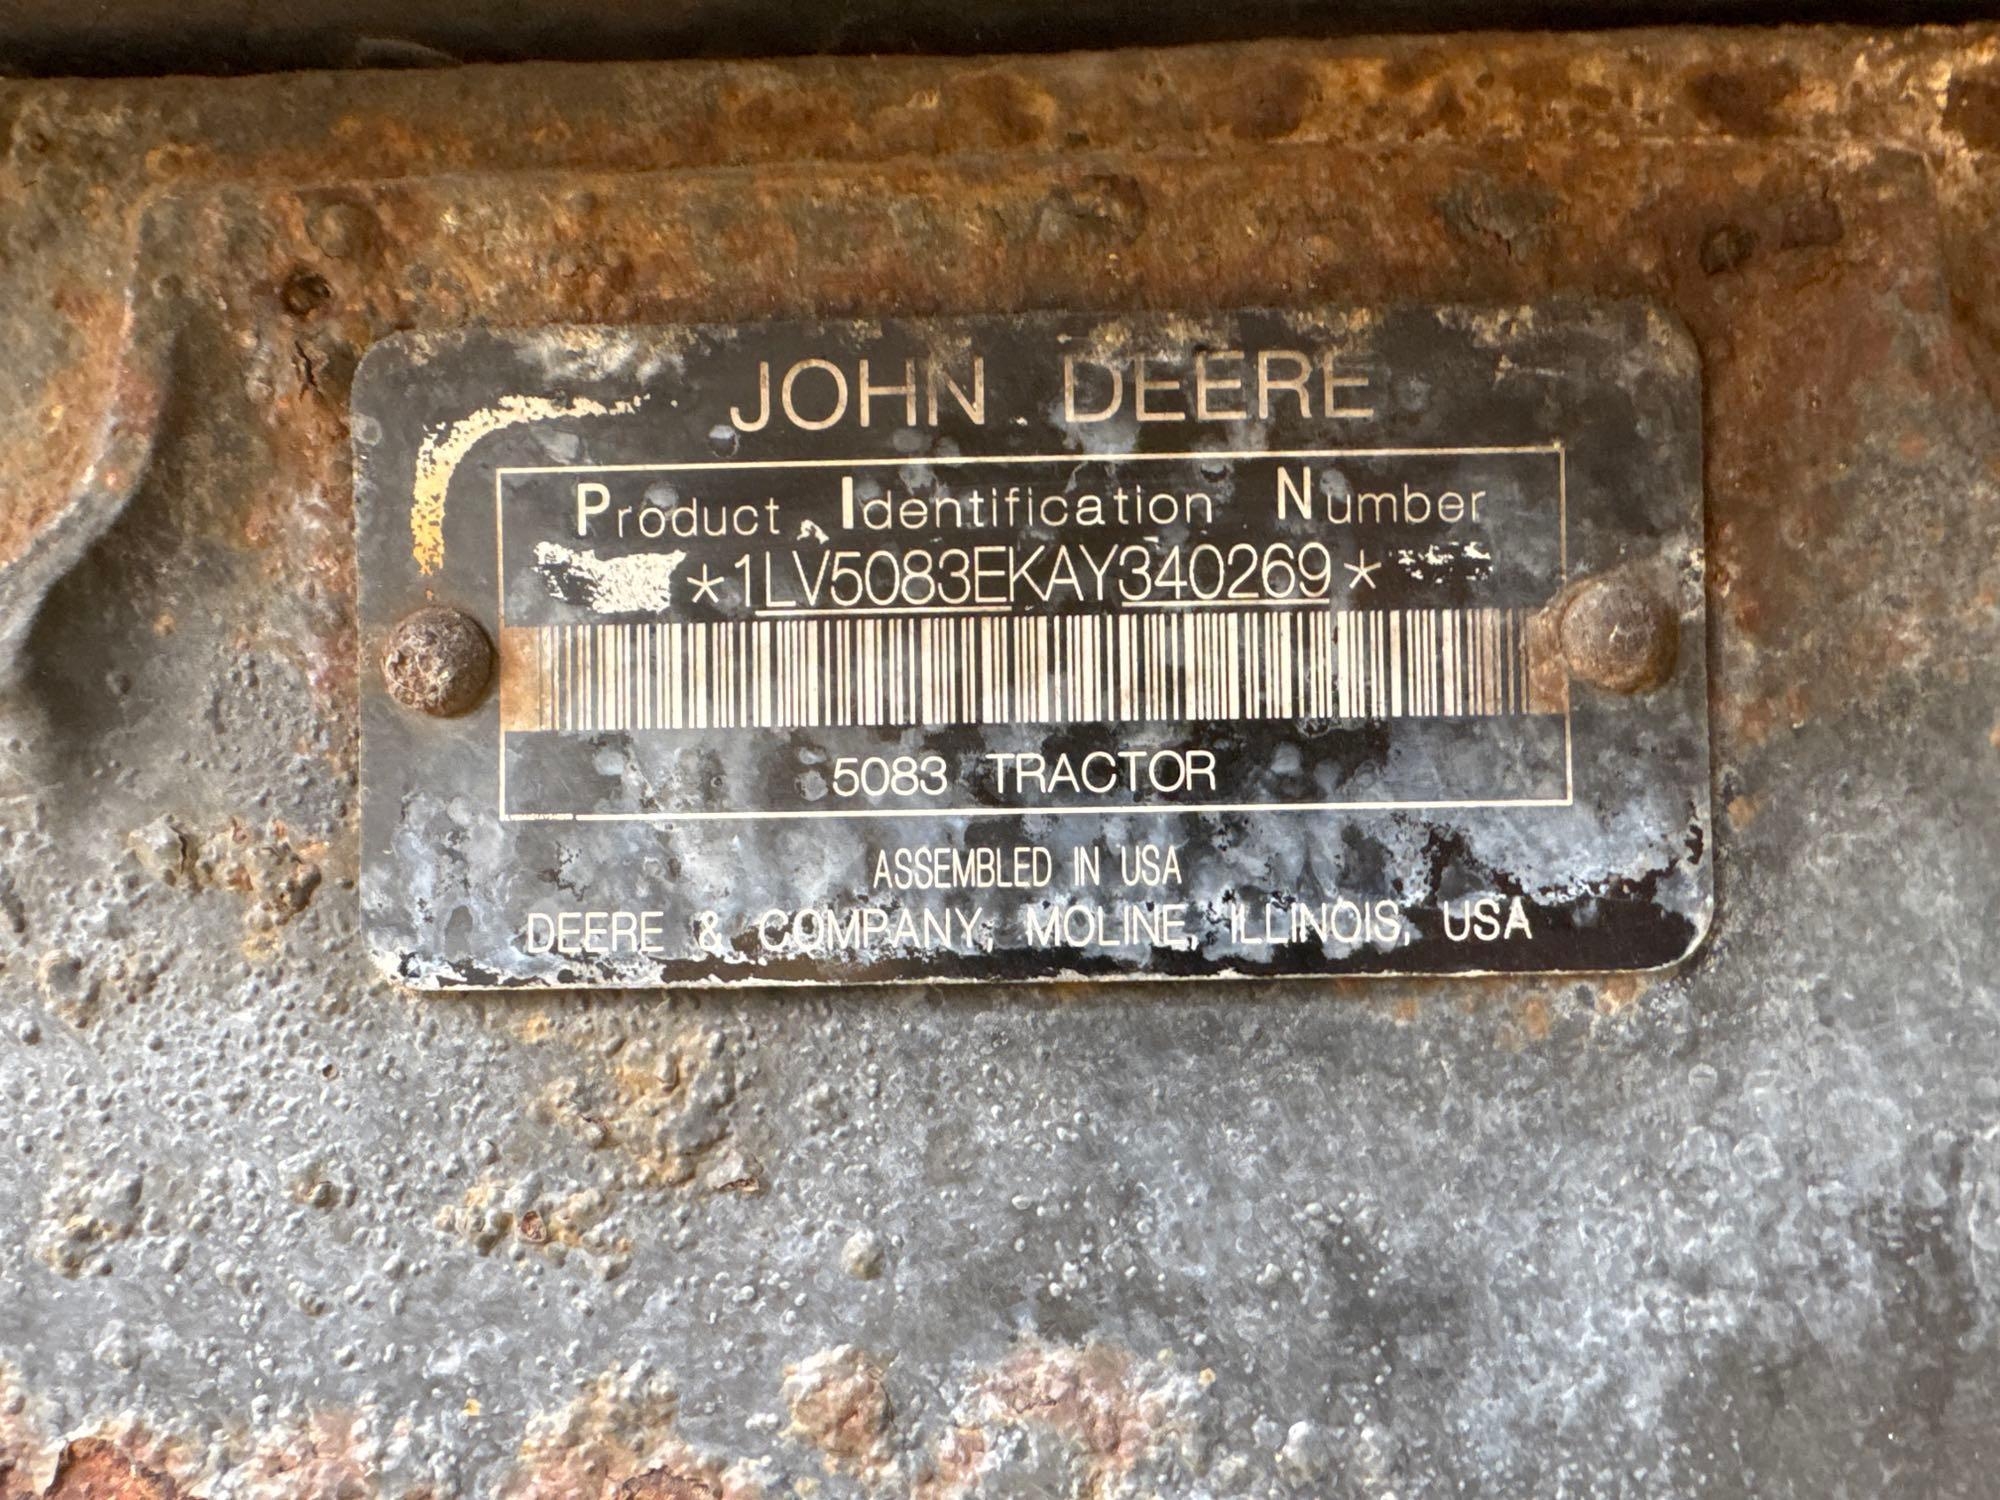 JOHN DEERE
Product Identification Number
*1LV5083EKAY340269*
5083 TRACTOR
ASSEMBLED IN USA
DEERE & COMPANY, MOLINE, ILLINOIS, USA